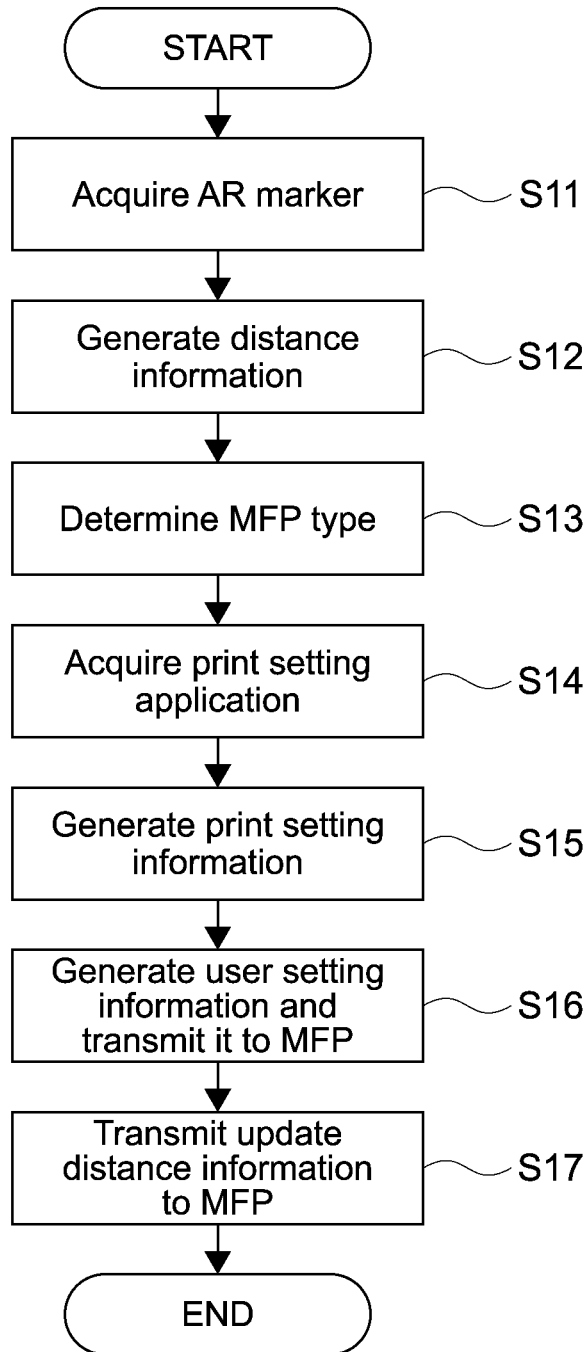 START
Acquire AR marker
S11
Generate distance
information
S12
Determine MFP type
S13
Acquire print setting
application
S14
Generate print setting
information
S15
Generate user setting
information and
transmit it to MFP
S16
Transmit update
distance information
to MFP
S17
END